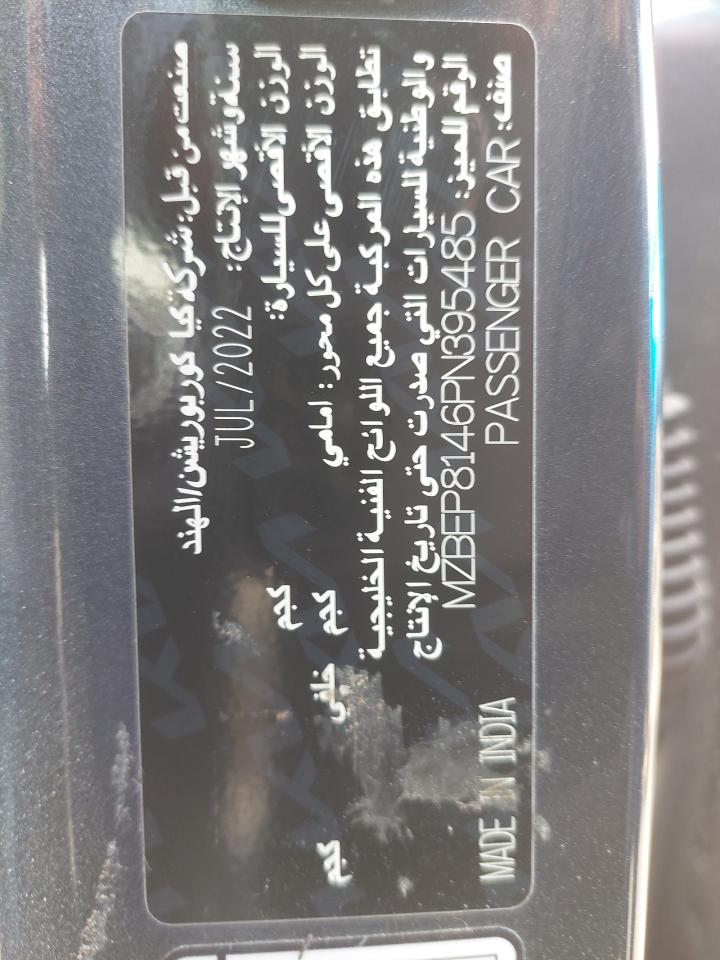 صنعت من قبل: شركة كيا كوربوريشن/الهند
سنة وشهر الإنتاج: JUL/2022
الوزن الأقصى للسيارة: كجم
الوزن الأقصى على كل محور: امامي كجم خلفي كجم
تطابق هذه المركبة جميع اللوائح الفنية الخليجية
والوطنية للسيارات التي صدرت حتى تاريخ الإنتاج
الرقم المميز: MZBEP8146PN395485
صنف: PASSENGER CAR MADE IN INDIA